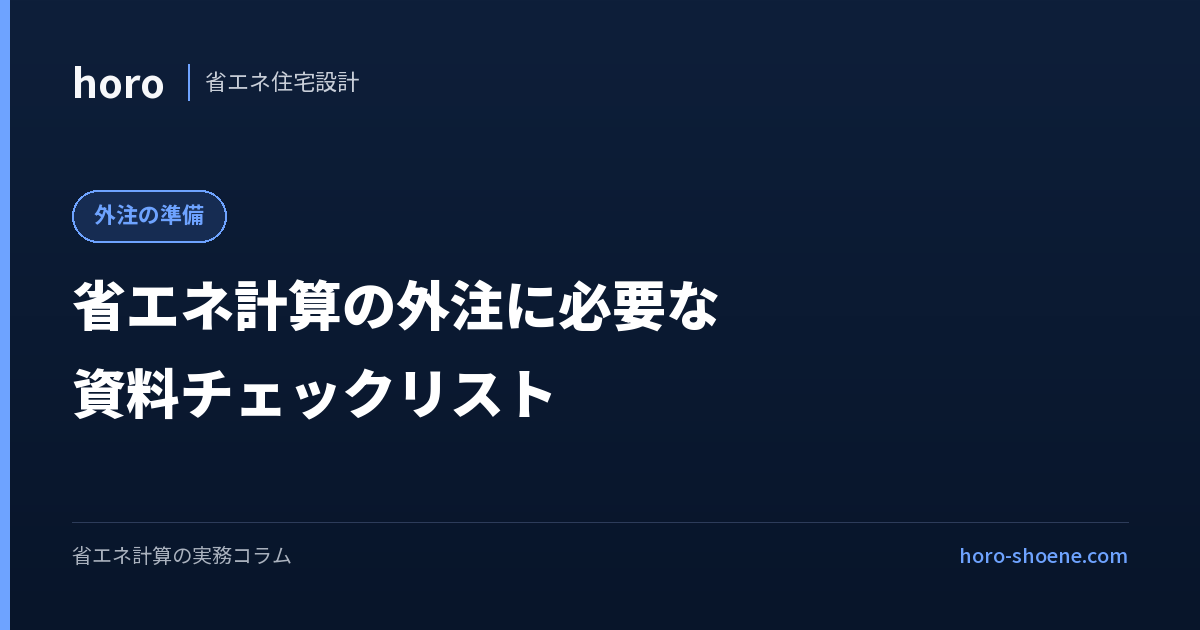 horo
省エネ住宅設計
外注の準備
省エネ計算の外注に必要な
資料チェックリスト
省エネ計算の実務コラム
horo-shoene.com